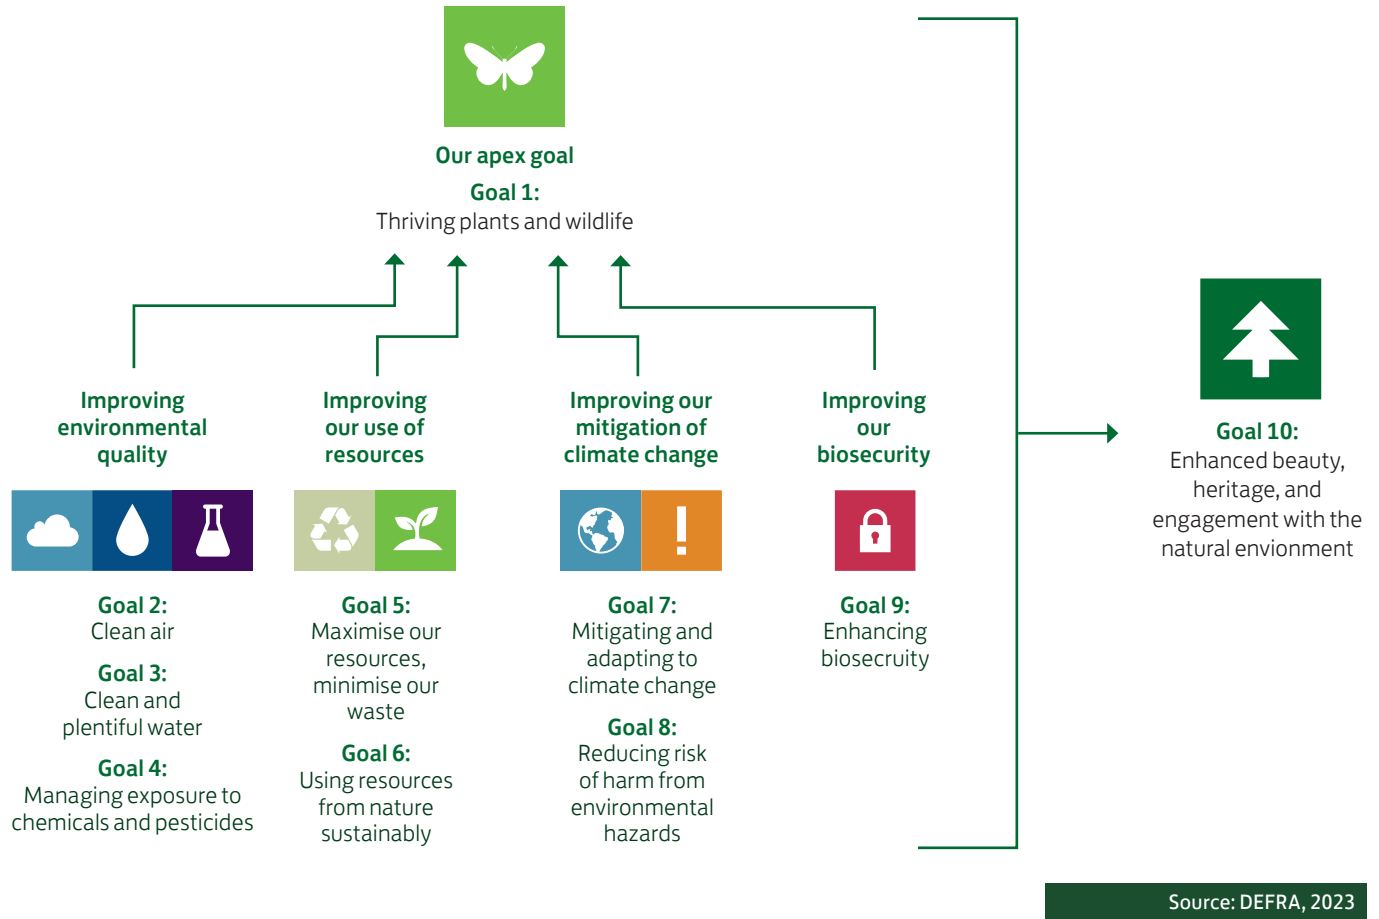 Our apex goal
Goal 1:
Thriving plants and wildlife
Improving
environmental
quality
Goal 2:
Clean air
Goal 3:
Clean and
plentiful water
Goal 4:
Managing exposure to
chemicals and pesticides
Improving
our use of
resources
Goal 5:
Maximise our
resources,
minimise our
waste
Goal 6:
Using resources
from nature
sustainably
Improving our
mitigation of
climate change
Goal 7:
Mitigating and
adapting to
climate change
Goal 8:
Reducing risk
of harm from
environmental
hazards
Improving
our
biosecurity
Goal 9:
Enhancing
biosecruity
Goal 10:
Enhanced beauty,
heritage, and
engagement with the
natural envionment
Source: DEFRA, 2023